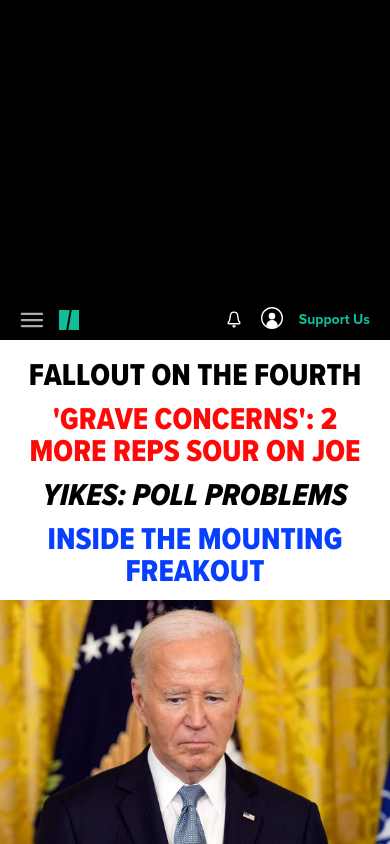 Support Us
FALLOUT ON THE FOURTH
'GRAVE CONCERNS': 2
MORE REPS SOUR ON JOE
YIKES: POLL PROBLEMS
INSIDE THE MOUNTING
FREAKOUT